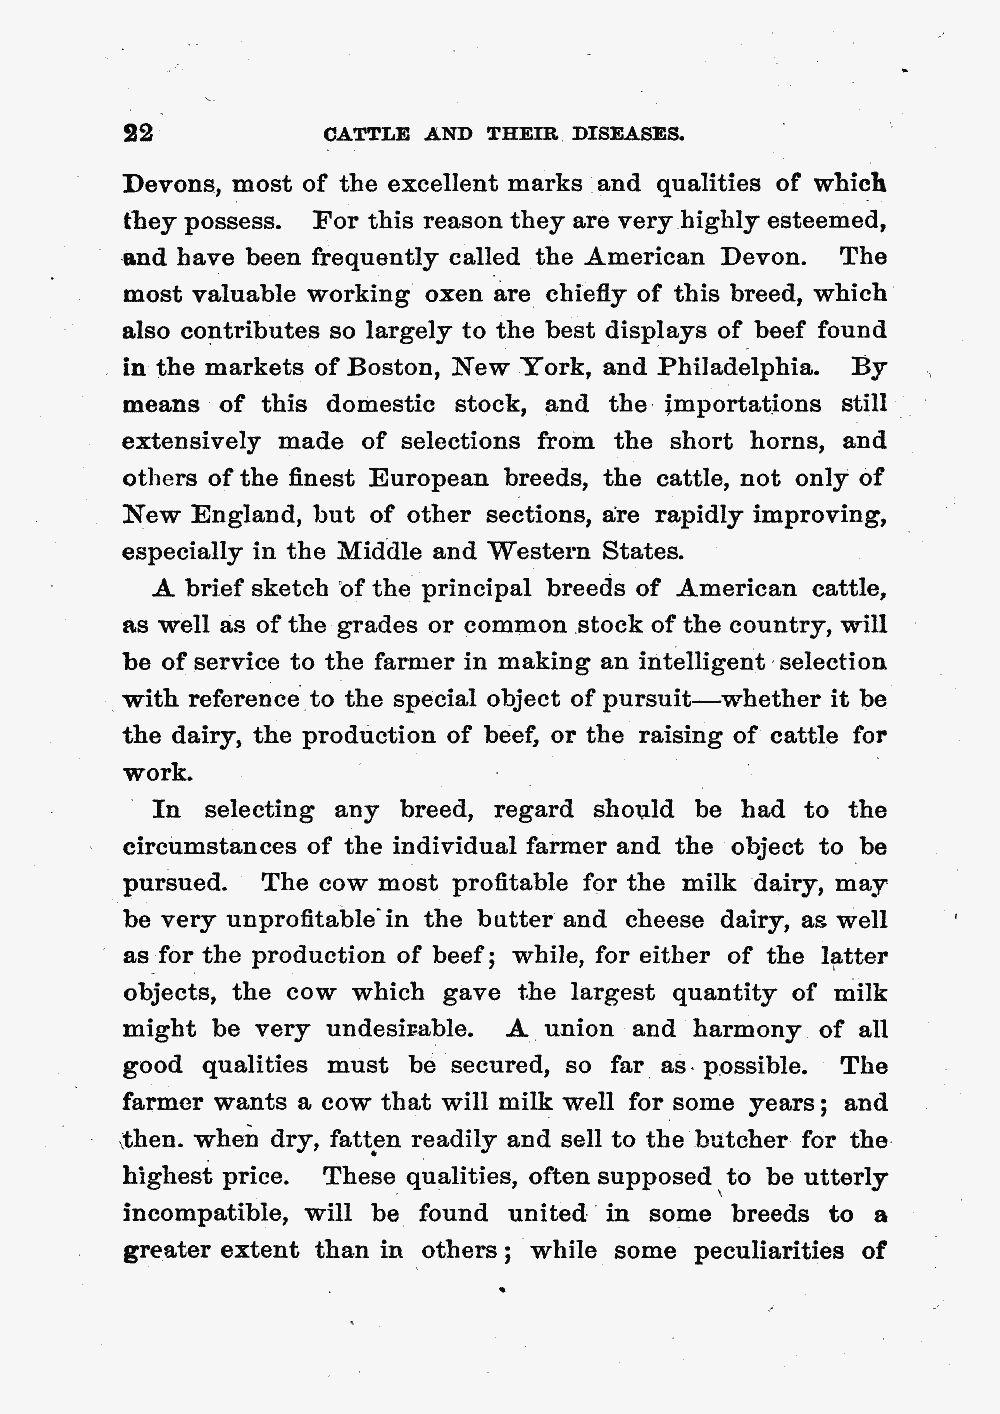 22 CATTLE AND THEIR DISEASES.
Devons, most of the excellent marks and qualities of which
they possess. For this reason they are very highly esteemed,
and have been frequently called the American Devon. The
most valuable working oxen are chiefly of this breed, which
also contributes so largely to the best displays of beef found
in the markets of Boston, New York, and Philadelphia. By
means of this domestic stock, and the importations still
extensively made of selections from the short horns, and
others of the finest European breeds, the cattle, not only of
New England, but of other sections, are rapidly improving,
especially in the Middle and Western States.
A brief sketch of the principal breeds of American cattle,
as well as of the grades or common stock of the country, will
be of service to the farmer in making an intelligent selection
with reference to the special object of pursuit—whether it be
the dairy, the production of beef, or the raising of cattle for
work.
In selecting any breed, regard should be had to the
circumstances of the individual farmer and the object to be
pursued. The cow most profitable for the milk dairy, may
be very unprofitable in the butter and cheese dairy, as well
as for the production of beef; while, for either of the latter
objects, the cow which gave the largest quantity of milk
might be very undesirable. A union and harmony of all
good qualities must be secured, so far as possible. The
farmer wants a cow that will milk well for some years; and
then. when dry, fatten readily and sell to the butcher for the
highest price. These qualities, often supposed to be utterly
incompatible, will be found united in some breeds to a
greater extent than in others; while some peculiarities of